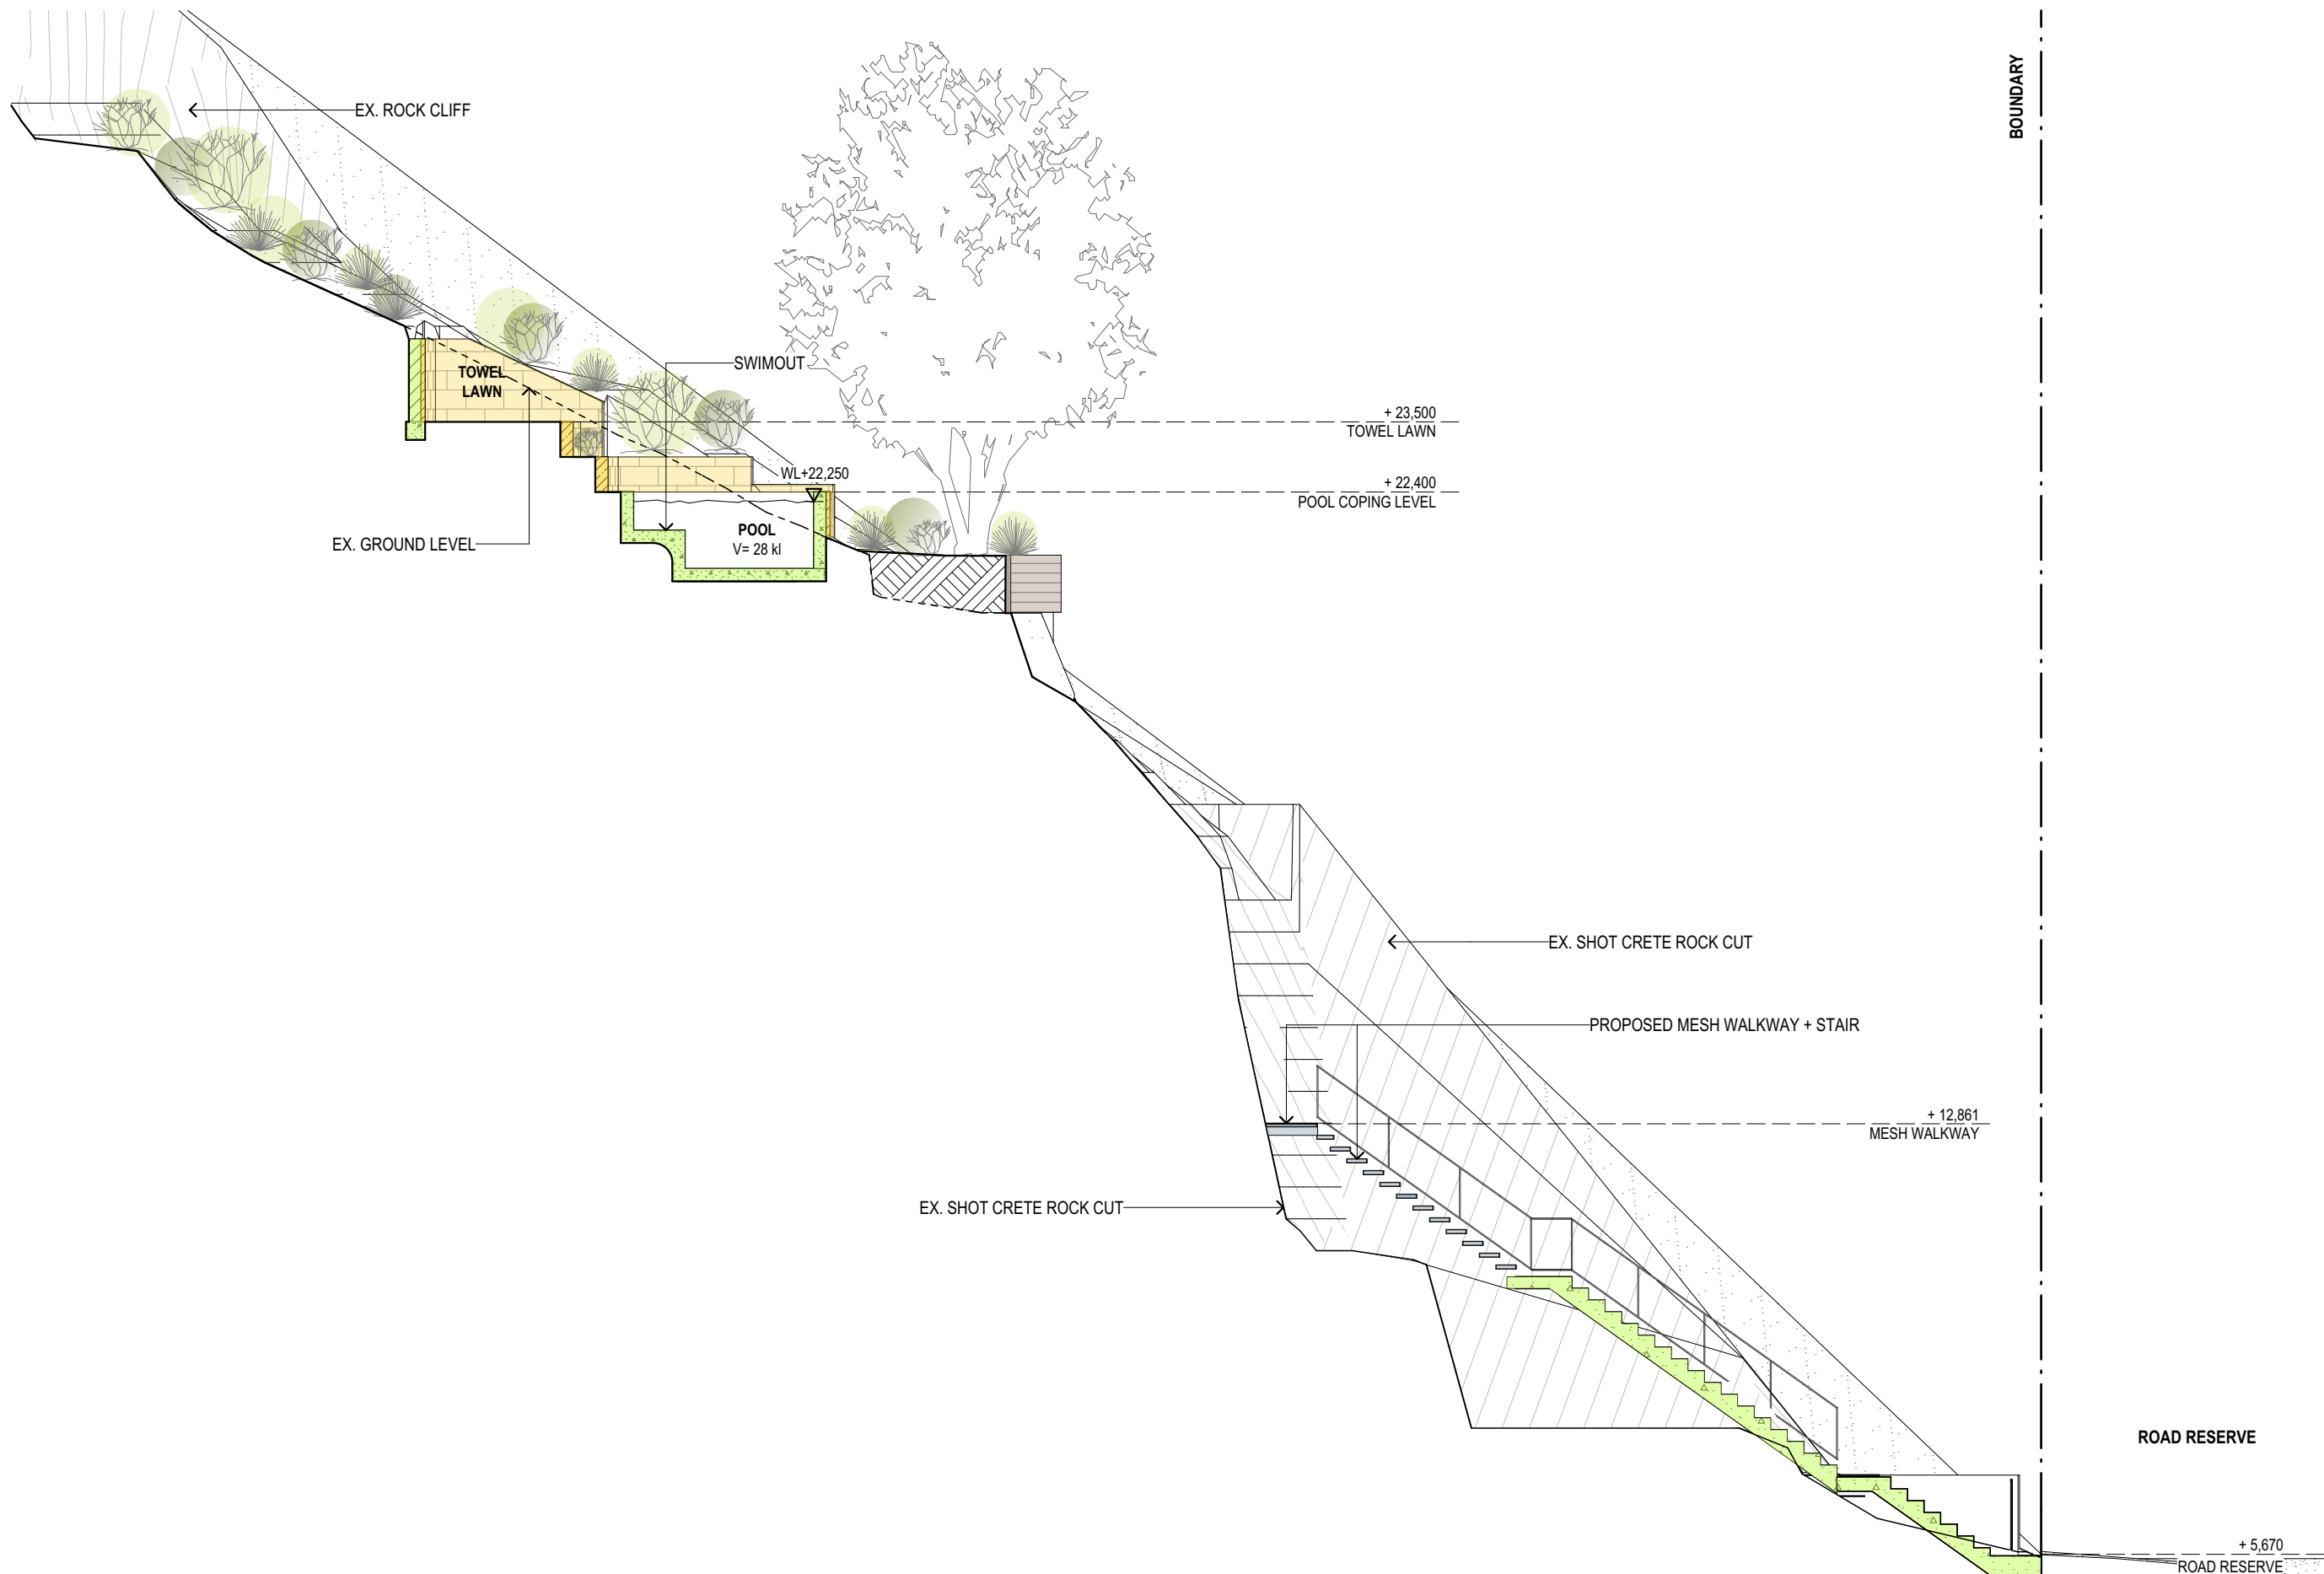 BOUNDARY
EX. ROCK CLIFF
SWIMOUT
TOWEL
LAWN
+ 23,500
TOWEL LAWN
WL+22,250
+ 22,400
POOL COPING LEVEL
POOL
V= 28 kl
EX. GROUND LEVEL
EX. SHOT CRETE ROCK CUT
PROPOSED MESH WALKWAY + STAIR
+ 12,861
MESH WALKWAY
EX. SHOT CRETE ROCK CUT
ROAD RESERVE
+ 5,670
ROAD RESERVE